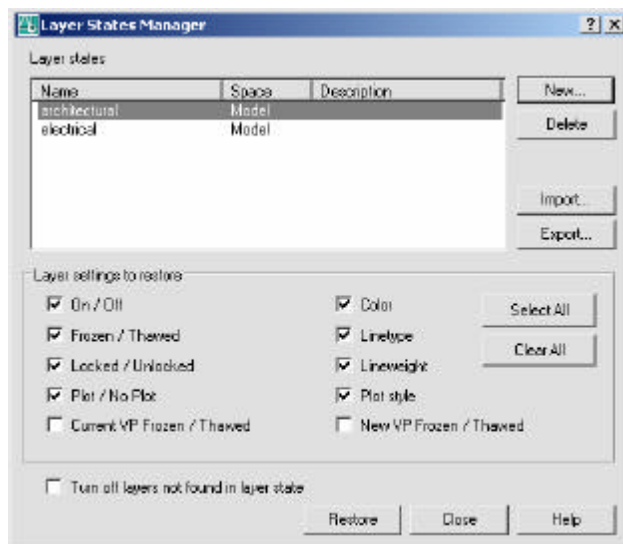 Layer States Manager
Layer states
Name Space Description
New...
architectural Model
electrical Model
Delete
Import...
Export...
Layer settings to restore
On / Off Color
Select All
Frozen / Thawed Linetype
Clear All
Locked / Unlocked Lineweight
Plot / No Plot Plot style
Current VP Frozen / Thawed New VP Frozen / Thawed
Turn off layers not found in layer state
Restore Close Help